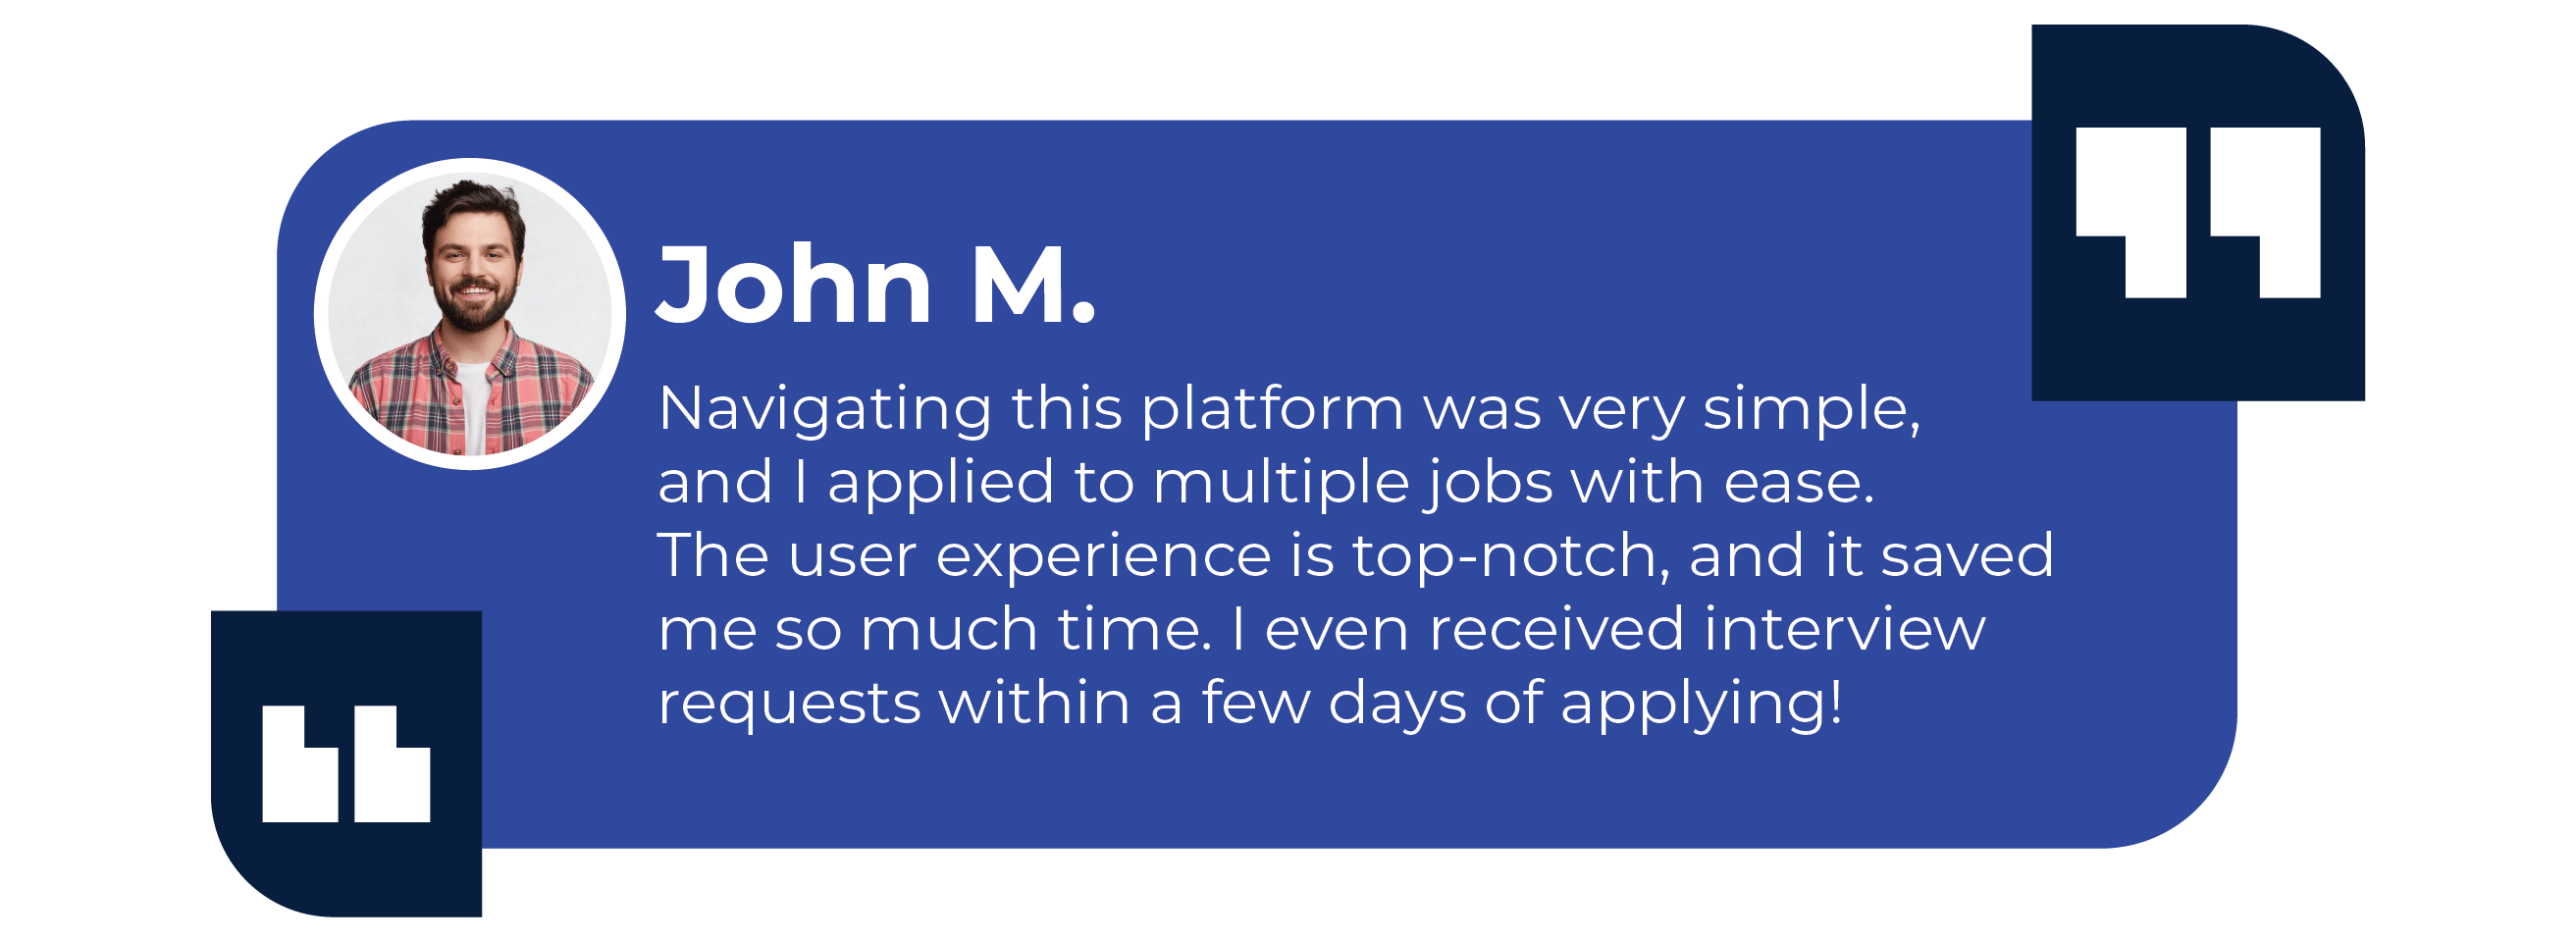 John M.
Navigating this platform was very simple,
and I applied to multiple jobs with ease.
The user experience is top-notch, and it saved
me so much time. I even received interview
requests within a few days of applying!